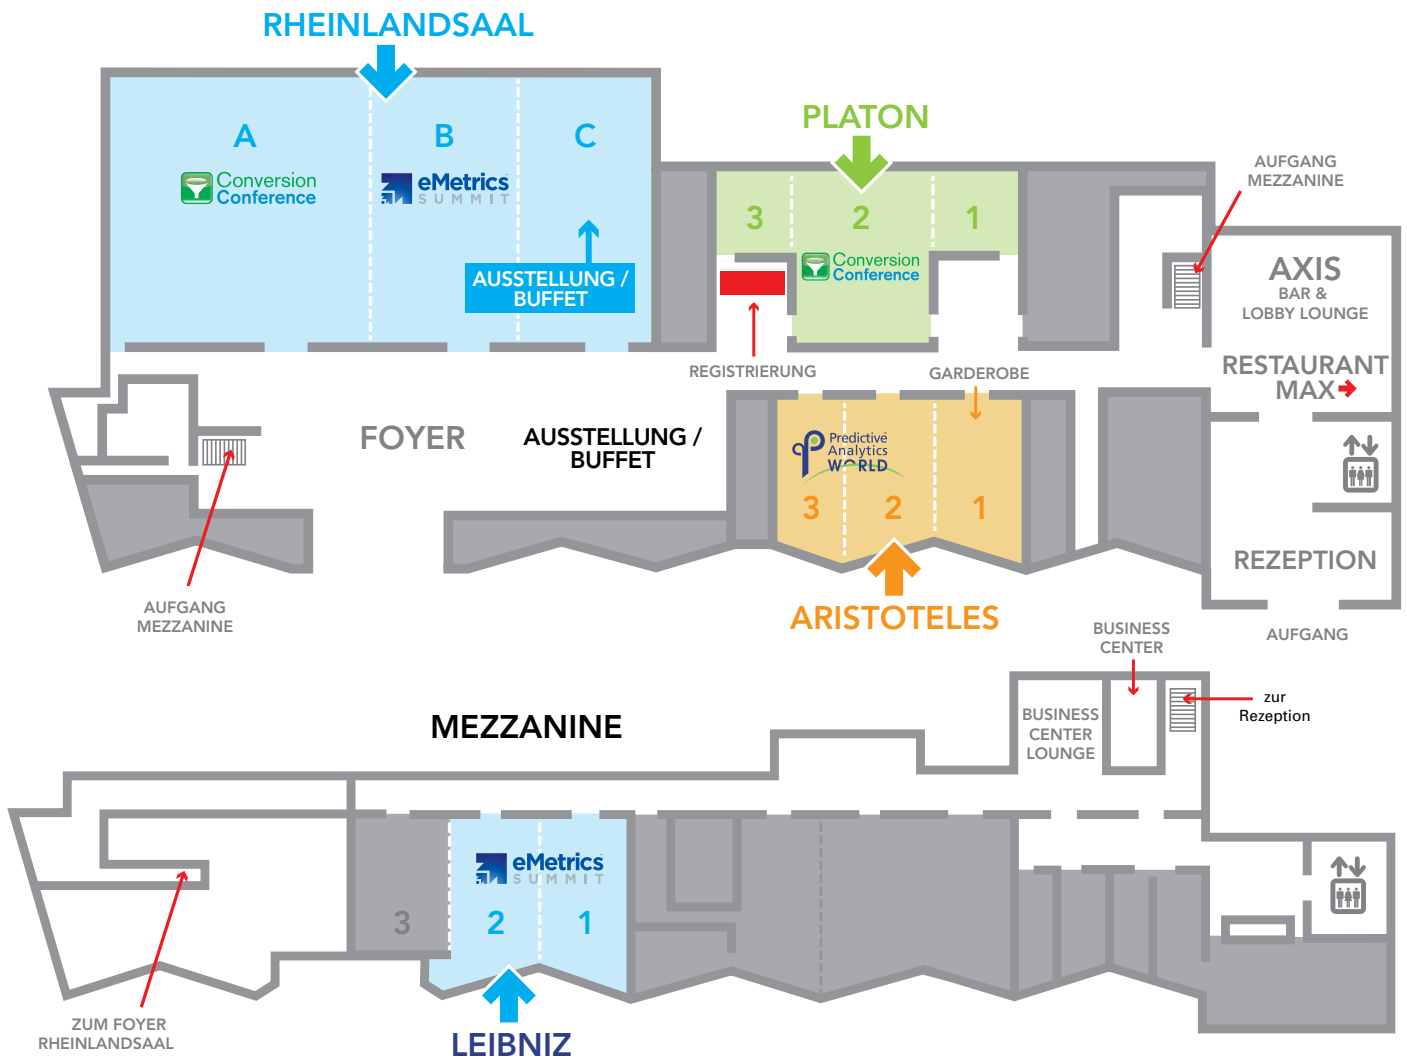 RHEINLANDSAAL
A
B
C
Conversion
Conference
eMetrics
SUMMIT
AUSSTELLUNG /
BUFFET
PLATON
3
2
1
Conversion
Conference
REGISTRIERUNG
GARDEROBE
AUFGANG
MEZZANINE
AXIS
BAR &
LOBBY LOUNGE
RESTAURANT
MAX
FOYER
AUSSTELLUNG /
BUFFET
Predictive
Analytics
WORLD
3
2
1
ARISTOTELES
REZEPTION
AUFGANG
MEZZANINE
AUFGANG
BUSINESS
CENTER
MEZZANINE
BUSINESS
CENTER
LOUNGE
zur
Rezeption
eMetrics
SUMMIT
3
2
1
LEIBNIZ
ZUM FOYER
RHEINLANDSAAL